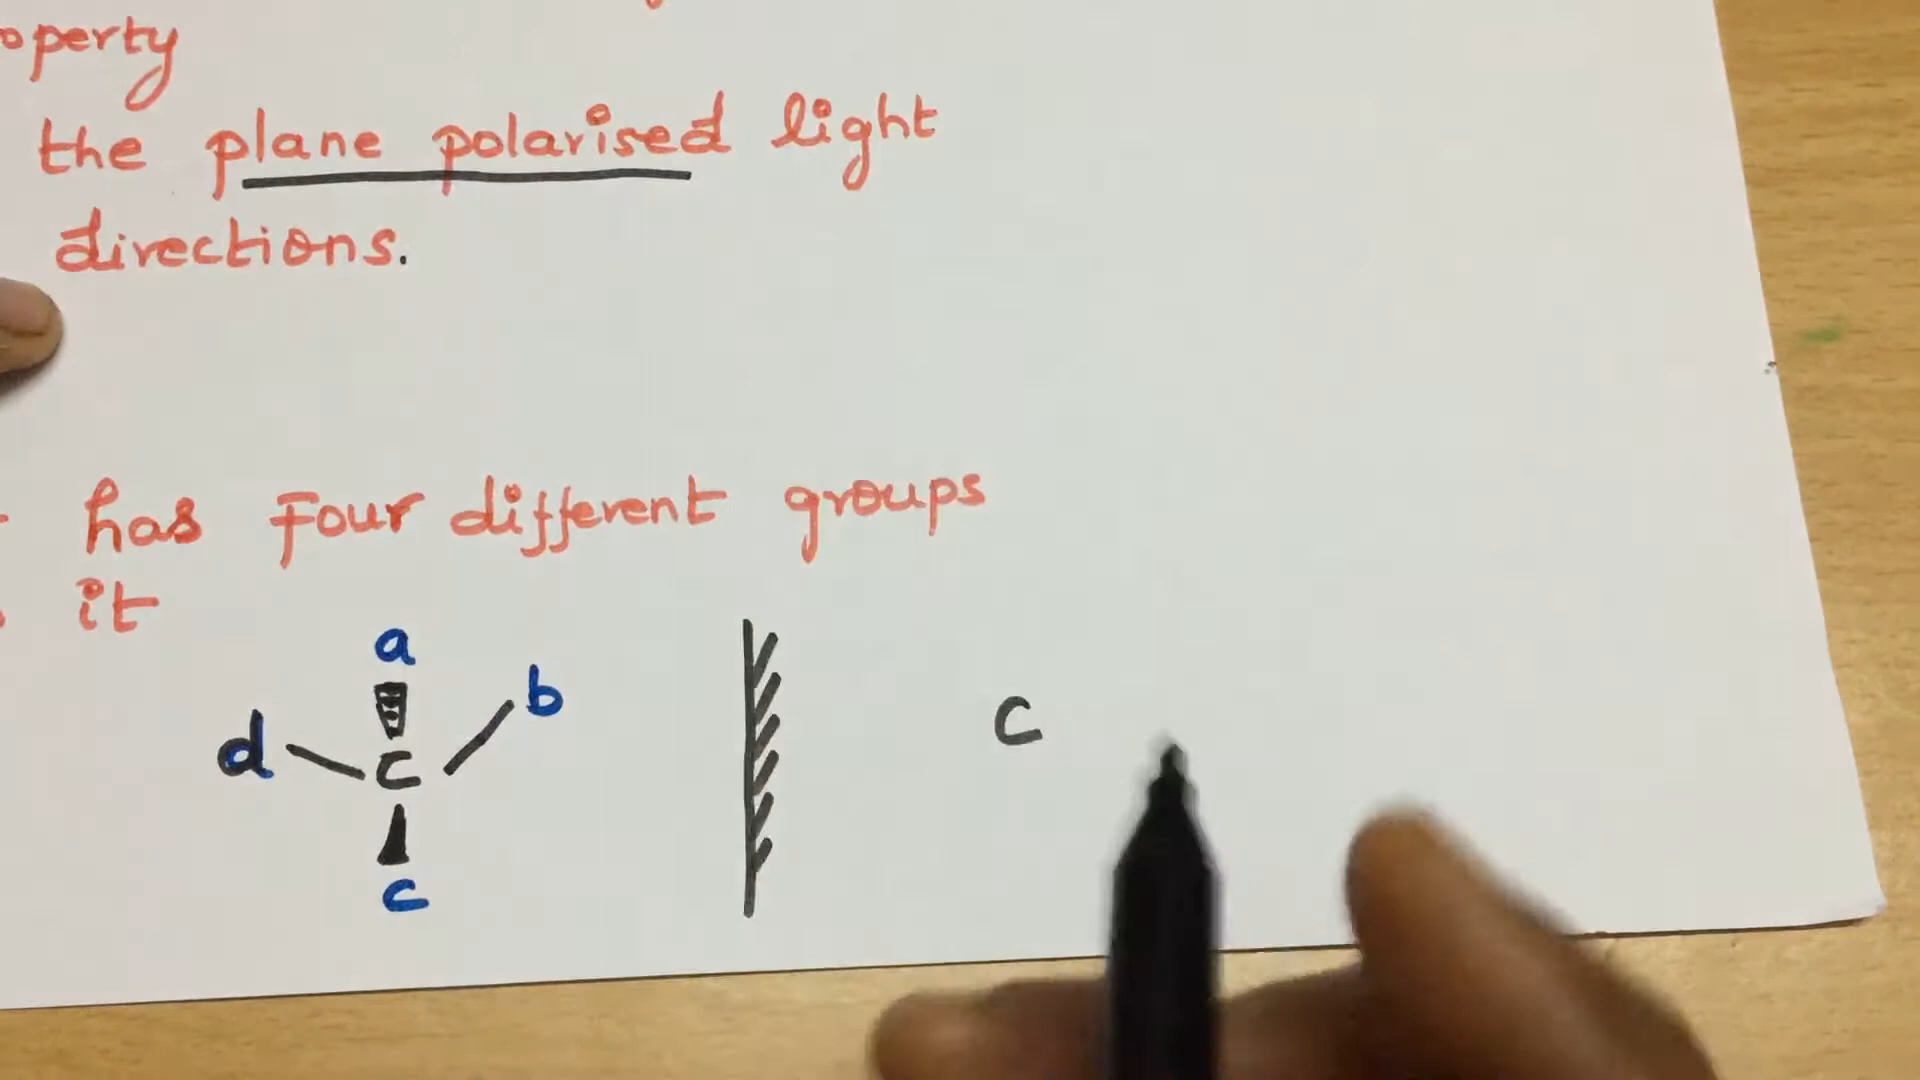 operty
the plane polarised light
directions.
has Four different groups
it
a
b
d
C
C
c